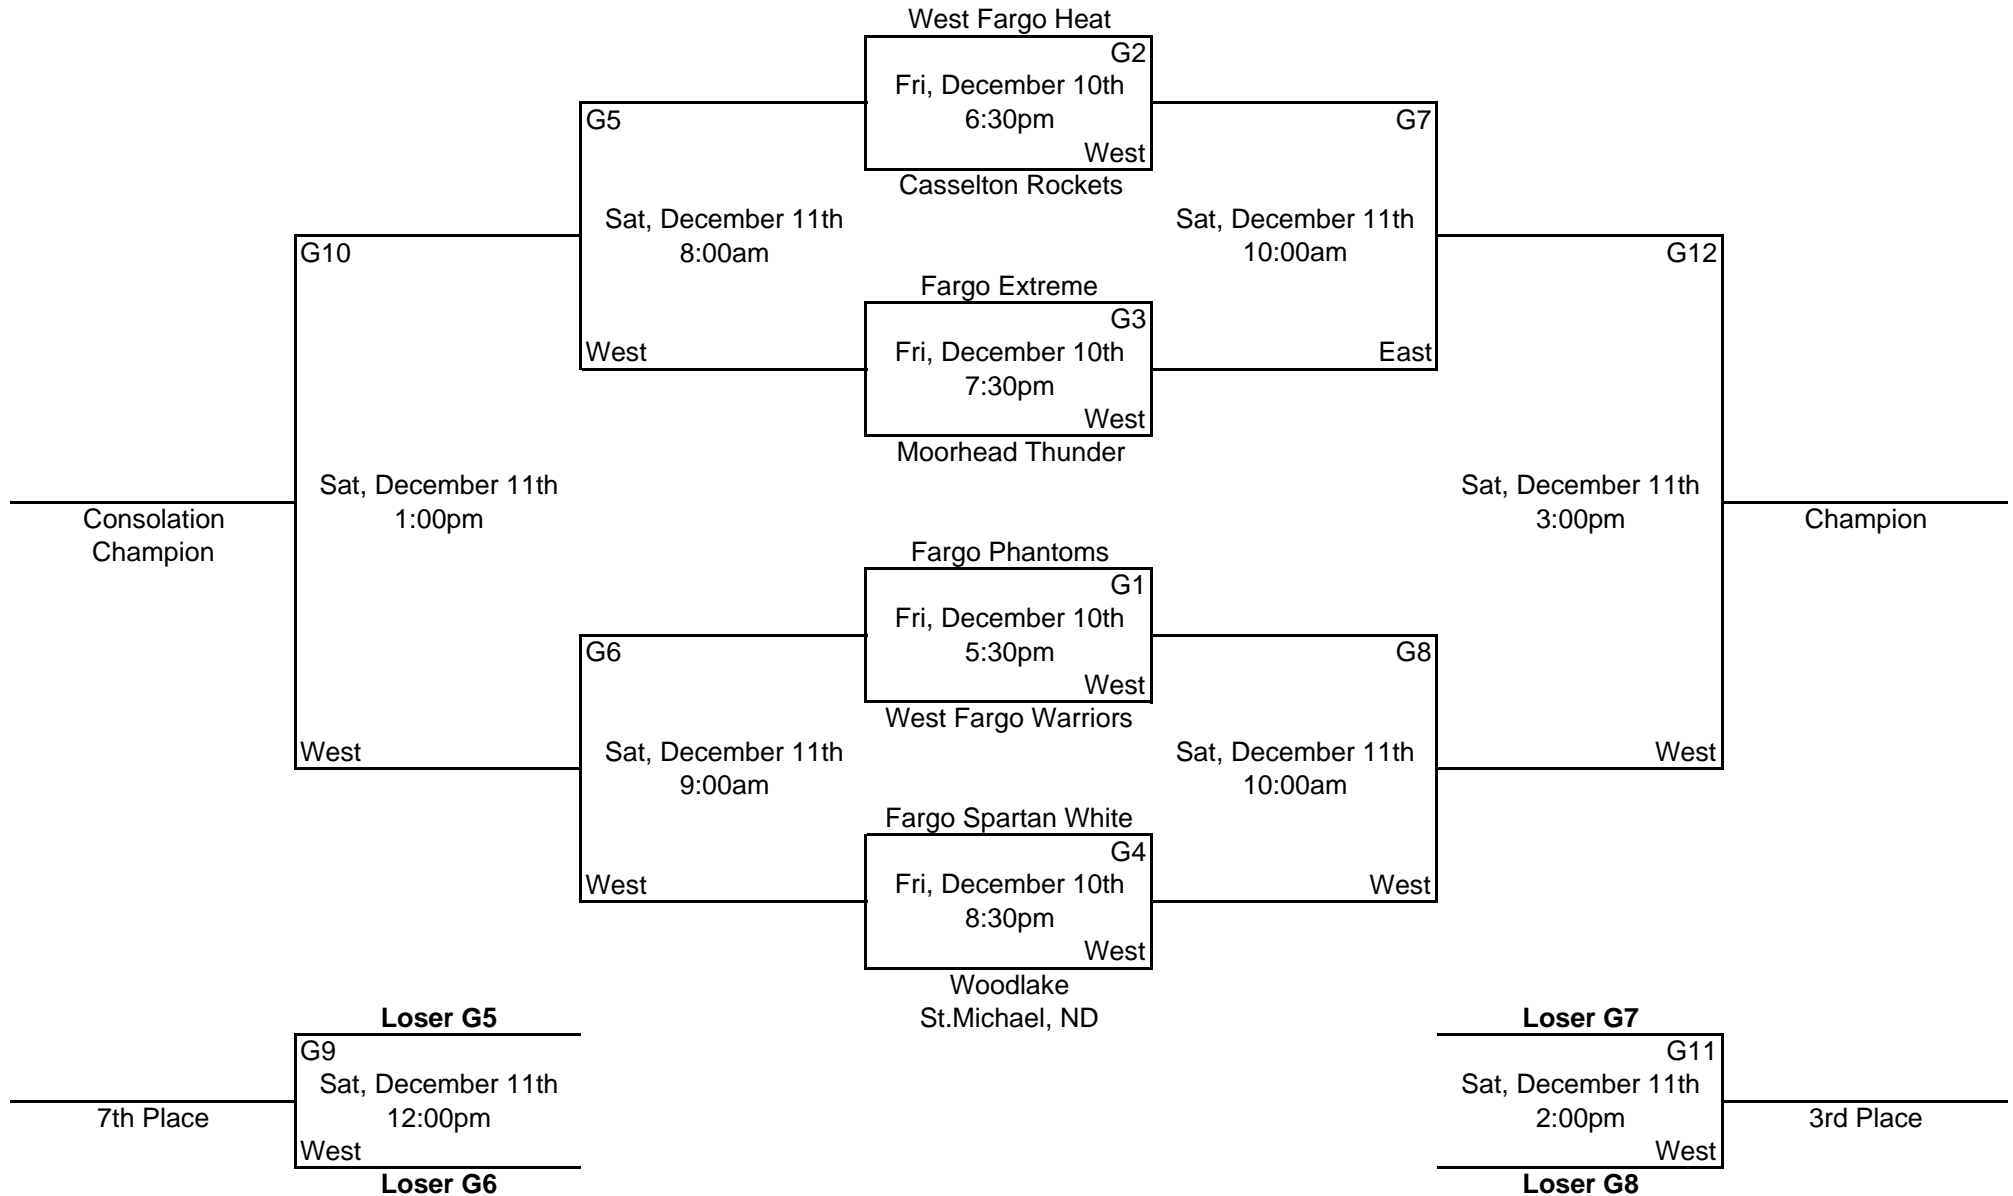 West Fargo Heat
G2
Fri, December 10th
6:30pm
West
Casselton Rockets
G5
Sat, December 11th
8:00am
West
G7
Sat, December 11th
10:00am
East
Fargo Extreme
G3
Fri, December 10th
7:30pm
West
Moorhead Thunder
G10
Sat, December 11th
1:00pm
West
Consolation
Champion
G12
Sat, December 11th
3:00pm
West
Champion
Fargo Phantoms
G1
Fri, December 10th
5:30pm
West
West Fargo Warriors
G6
Sat, December 11th
9:00am
West
G8
Sat, December 11th
10:00am
West
Fargo Spartan White
G4
Fri, December 10th
8:30pm
West
Woodlake
St.Michael, ND
Loser G5
G9
Sat, December 11th
12:00pm
West
Loser G6
7th Place
Loser G7
G11
Sat, December 11th
2:00pm
West
Loser G8
3rd Place